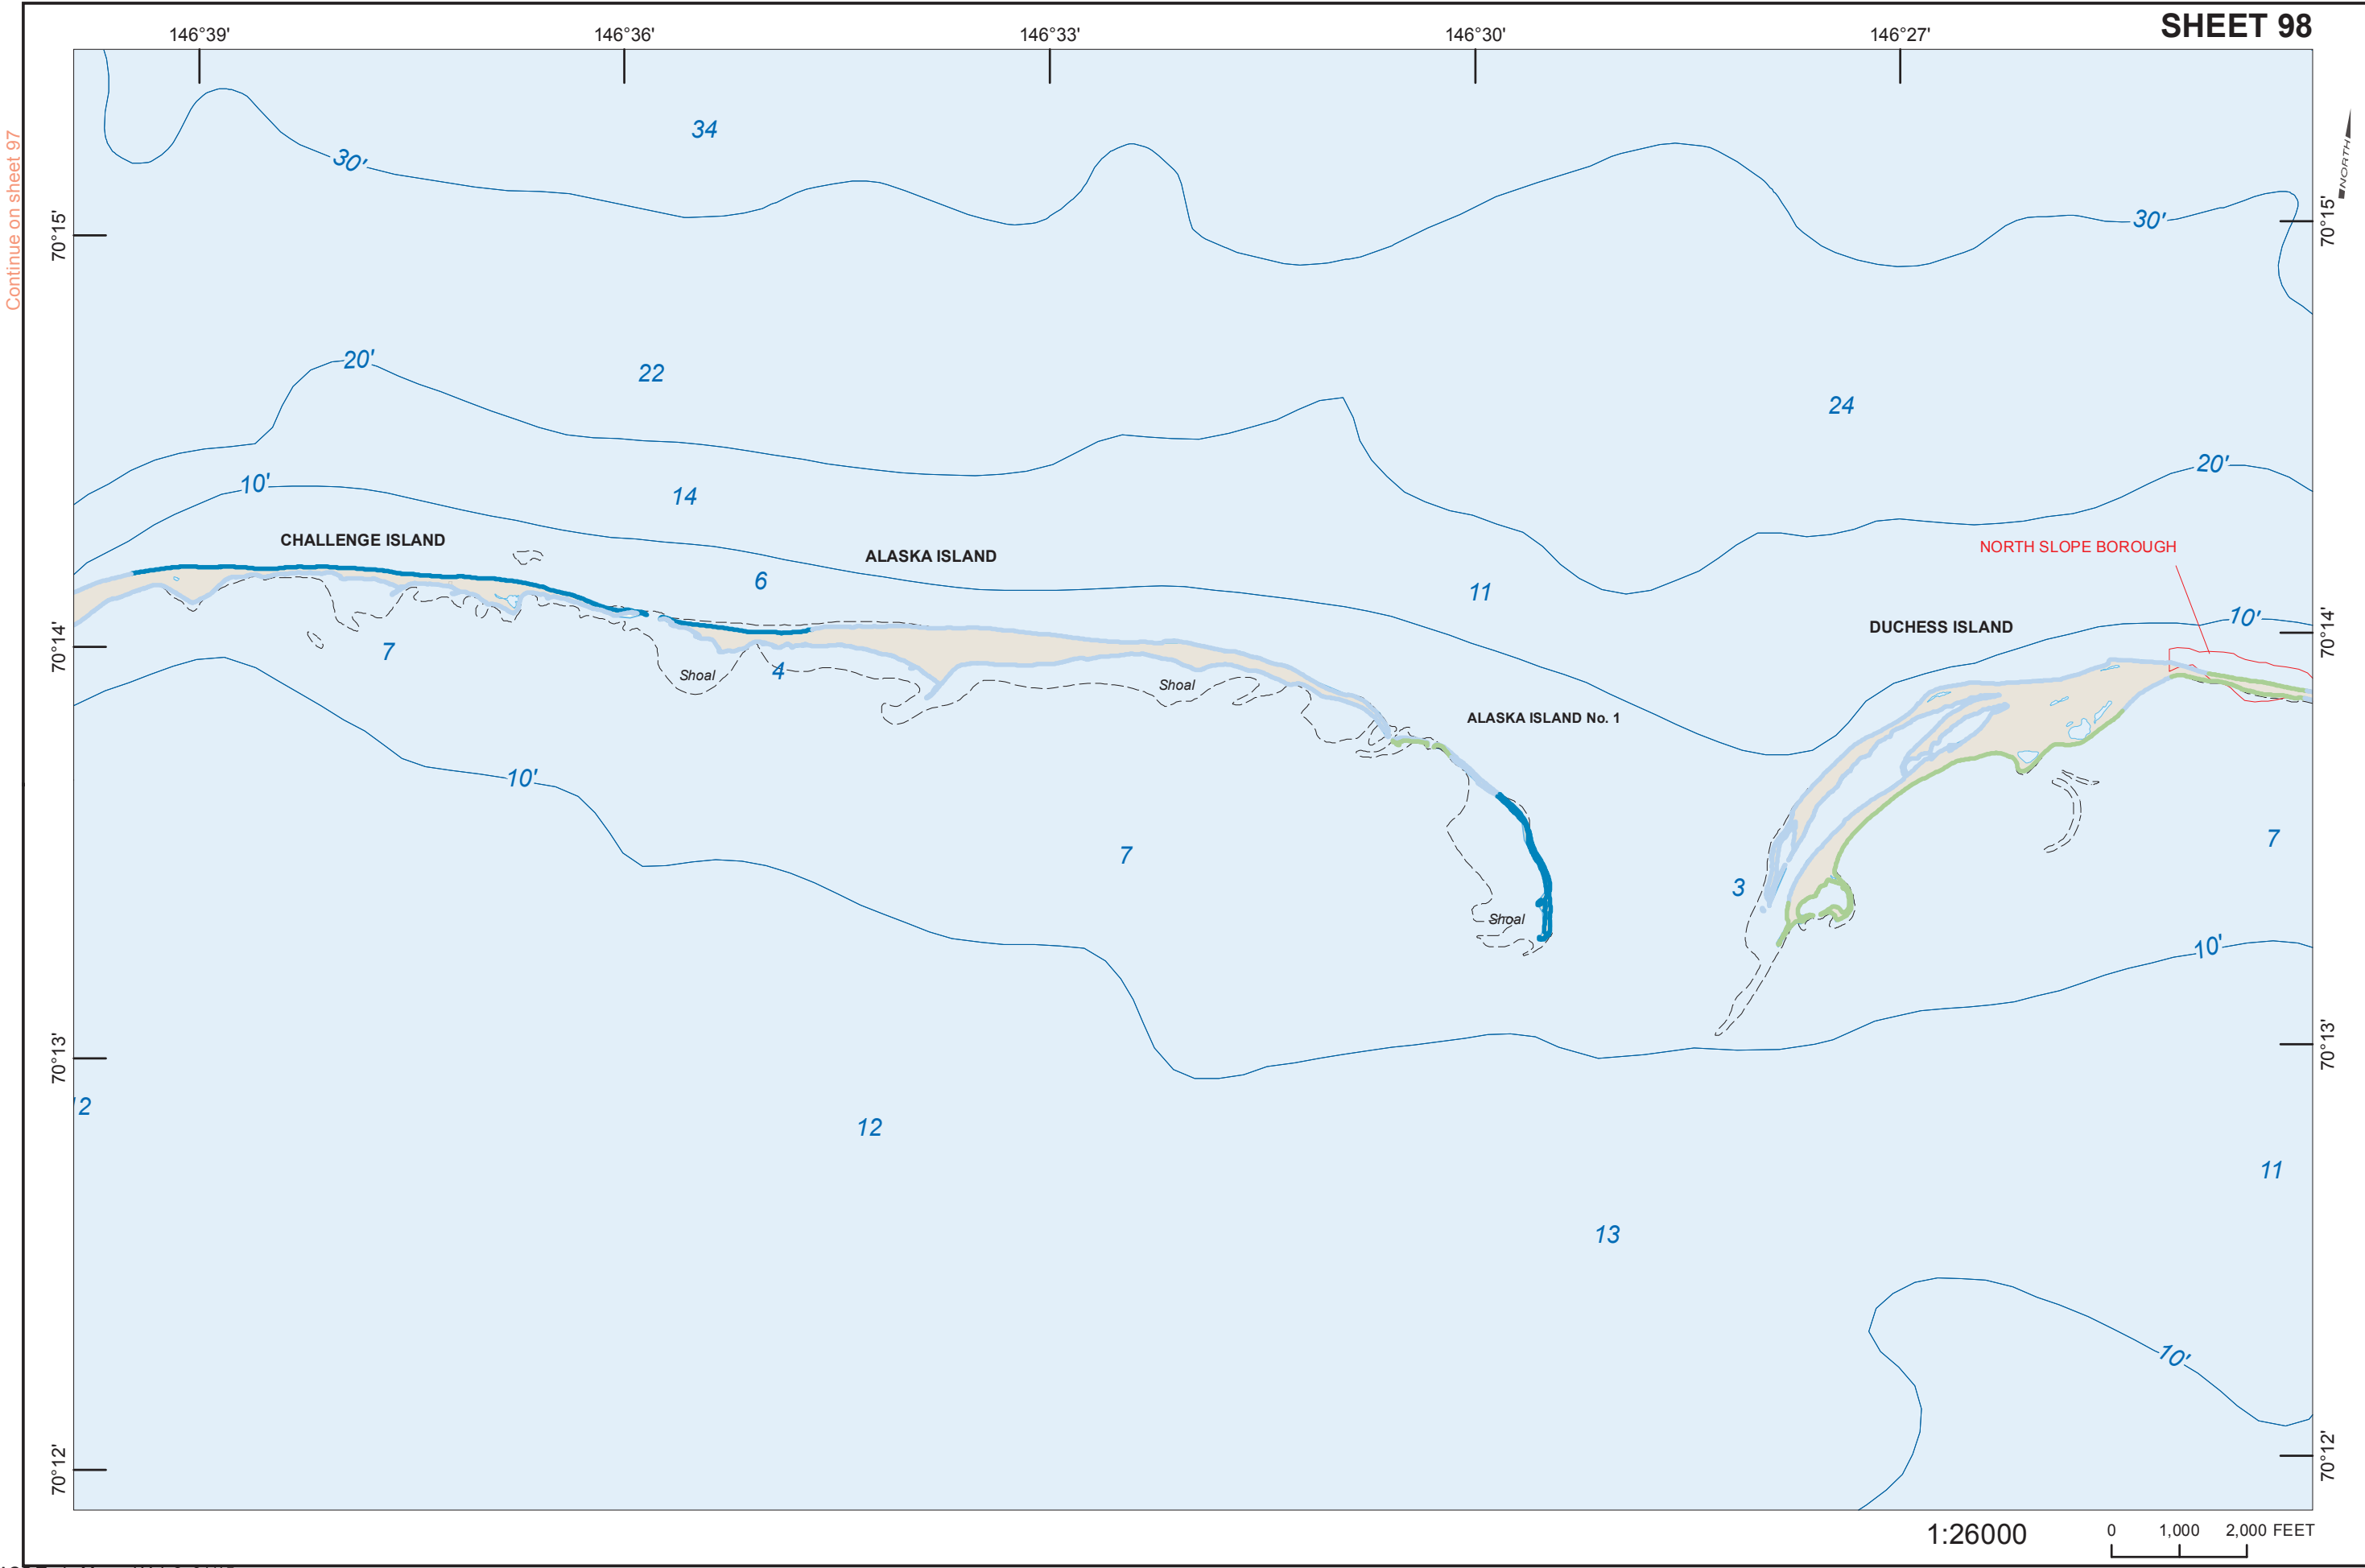 SHEET 98
146°39' 146°36' 146°33' 146°30' 146°27'
Continue on sheet 97
NORTH
34
30'
70°15' 30' 70°15'
20'
22
24
20'
10'
14
CHALLENGE ISLAND
NORTH SLOPE BOROUGH
ALASKA ISLAND
6
11
10'
DUCHESS ISLAND
70°14' 70°14'
7
4
Shoal
Shoal
ALASKA ISLAND No. 1
10'
7
7
3
Shoal
10'
70°13' 70°13'
12
12
11
13
10'
70°12' 70°12'
1:26000
0 1,000 2,000 FEET